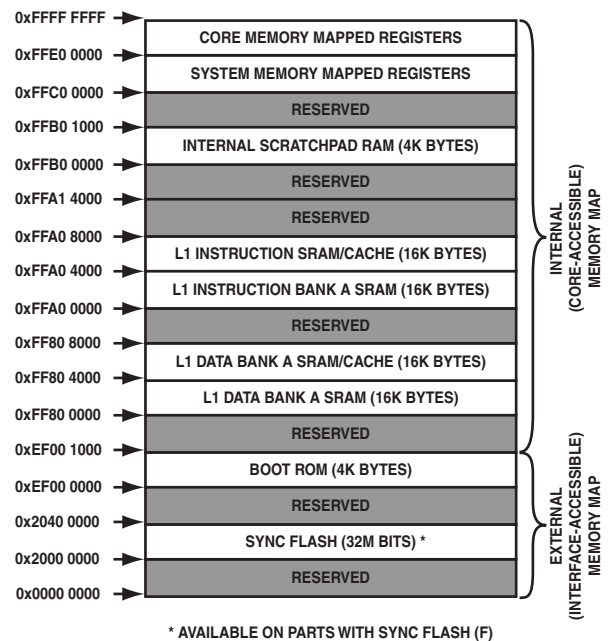 0xFFFF FFFF
CORE MEMORY MAPPED REGISTERS
0xFFE0 0000
SYSTEM MEMORY MAPPED REGISTERS
0xFFC0 0000
RESERVED
0xFFB0 1000
INTERNAL SCRATCHPAD RAM (4K BYTES)
0xFFB0 0000
RESERVED
0xFFA1 4000
RESERVED
0xFFA0 8000
L1 INSTRUCTION SRAM/CACHE (16K BYTES)
0xFFA0 4000
L1 INSTRUCTION BANK A SRAM (16K BYTES)
0xFFA0 0000
RESERVED
0xFF80 8000
L1 DATA BANK A SRAM/CACHE (16K BYTES)
0xFF80 4000
L1 DATA BANK A SRAM (16K BYTES)
0xFF80 0000
RESERVED
0xEF00 1000
BOOT ROM (4K BYTES)
0xEF00 0000
RESERVED
0x2040 0000
SYNC FLASH (32M BITS) *
0x2000 0000
RESERVED
0x0000 0000
INTERNAL
(CORE-ACCESSIBLE)
MEMORY MAP
EXTERNAL
(INTERFACE-ACCESSIBLE)
MEMORY MAP
* AVAILABLE ON PARTS WITH SYNC FLASH (F)